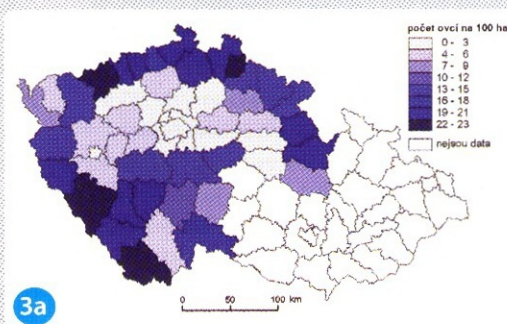 počet ovcí na 100 ha
0 - 3
4 - 6
7 - 9
10 - 12
13 - 15
16 - 18
19 - 21
22 - 23
nejsou data
3a
0 50 100 km